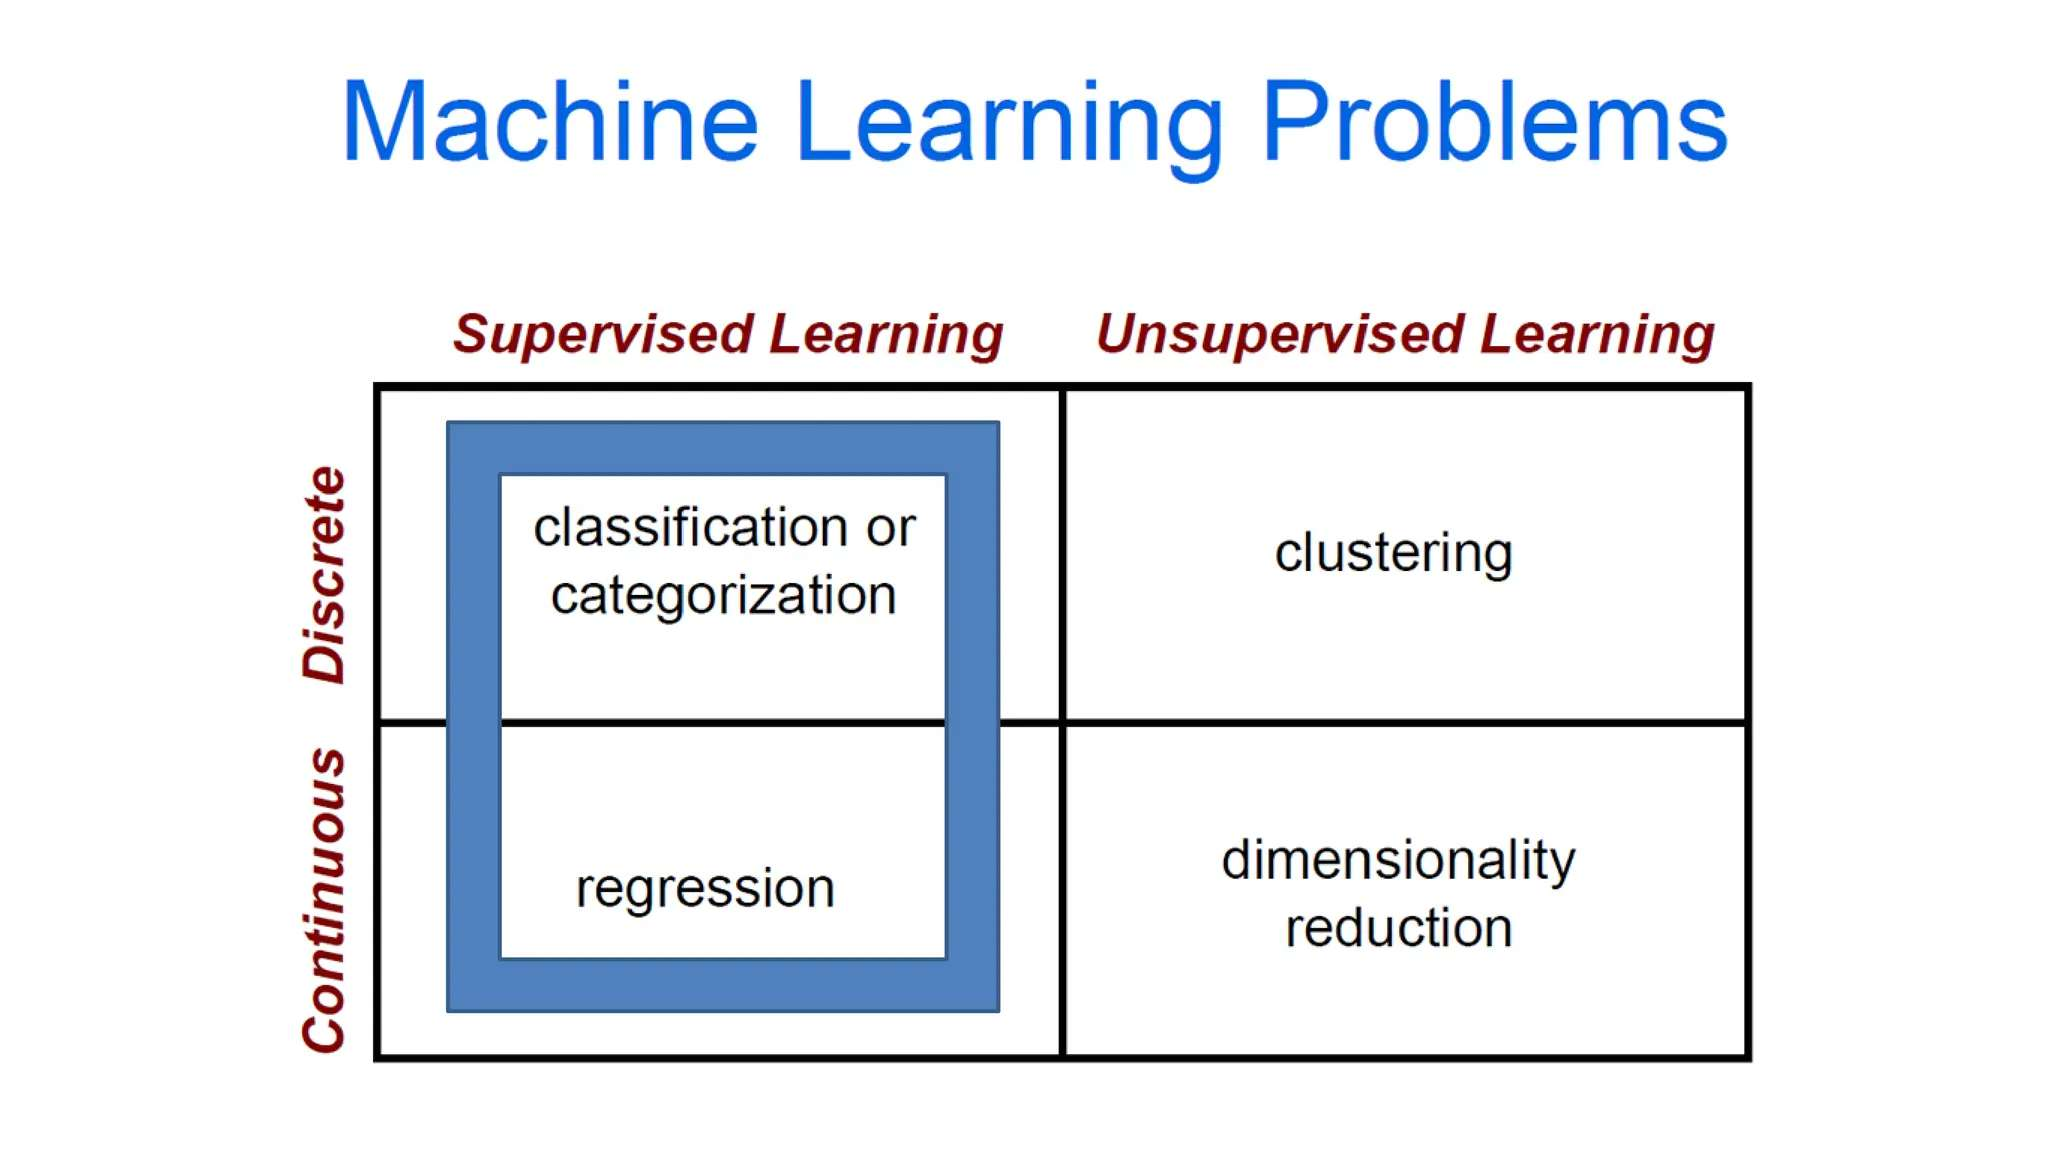 Machine Learning Problems
Supervised Learning
Unsupervised Learning
Discrete
classification or
categorization
clustering
Continuous
regression
dimensionality
reduction